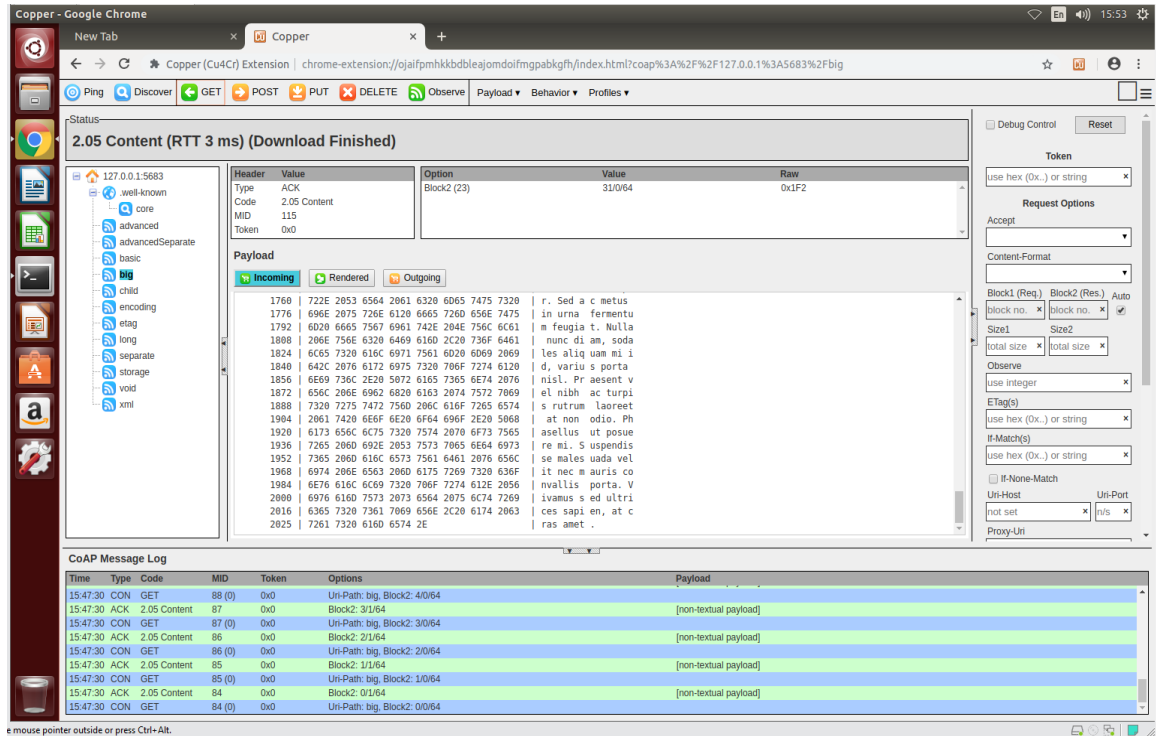 Copper - Google Chrome
En
15:53
New Tab
Copper
Copper (Cu4Cr) Extension | chrome-extension://ojaifpmhkkbdbleajomdoifmgpabkgfh/index.html?coap%3A%2F%2F127.0.0.1%3A5683%2Fbig
Ping Discover GET POST PUT DELETE Observe Payload Behavior Profiles
Status
2.05 Content (RTT 3 ms) (Download Finished)
127.0.0.1:5683
.well-known
core
advanced
advancedSeparate
basic
big
child
encoding
etag
long
separate
storage
void
xml
Header Value
Type ACK
Code 2.05 Content
MID 115
Token 0x0
Option Value Raw
Block2 (23) 31/0/64 0x1F2
Payload
Incoming Rendered Outgoing
1760 | 722E 2053 6564 2061 6320 6D65 7475 7320 | r. Sed a c metus
1776 | 696E 2075 726E 6120 6665 726D 656E 7475 | in urna fermentu
1792 | 6D20 6665 7567 6961 742E 204E 756C 6C61 | m feugia t. Nulla
1808 | 206E 756E 6320 6469 616D 2C20 736F 6461 | nunc di am, soda
1824 | 6C65 7320 616C 6971 7561 6D20 6D69 2069 | les aliq uam mi i
1840 | 642C 2076 6172 6975 7320 706F 7274 6120 | d, variu s porta
1856 | 6E69 736C 2E20 5072 6165 7365 6E74 2076 | nisl. Pr aesent v
1872 | 656C 206E 6962 6820 6163 2074 7572 7069 | el nibh ac turpi
1888 | 7320 7275 7472 756D 206C 616F 7265 6574 | s rutrum laoreet
1904 | 2061 7420 6E6F 6E20 6F64 696F 2E20 5068 | at non odio. Ph
1920 | 6173 656C 6C75 7320 7574 2070 6F73 7565 | asellus ut posue
1936 | 7265 206D 692E 2053 7573 7065 6E64 6973 | re mi. S uspendis
1952 | 7365 206D 616C 6573 7561 6461 2076 656C | se males uada vel
1968 | 6974 206E 6563 206D 6175 7269 7320 636F | it nec m auris co
1984 | 6E76 616C 6C69 7320 706F 7274 612E 2056 | nvallis porta. V
2000 | 6976 616D 7573 2073 6564 2075 6C74 7269 | ivamus s ed ultri
2016 | 6365 7320 7361 7069 656E 2C20 6174 2063 | ces sapi en, at c
2025 | 7261 7320 616D 6574 2E | ras amet .
Debug Control Reset
Token
use hex (0x..) or string
Request Options
Accept
Content-Format
Block1 (Req.) Block2 (Res.) Auto
block no. block no.
Size1 Size2
total size total size
Observe
use integer
ETag(s)
use hex (0x..) or string
If-Match(s)
use hex (0x..) or string
If-None-Match
Uri-Host Uri-Port
not set n/s
Proxy-Uri
CoAP Message Log
Time Type Code MID Token Options Payload
15:47:30 CON GET 88 (0) 0x0 Uri-Path: big, Block2: 4/0/64
15:47:30 ACK 2.05 Content 87 0x0 Block2: 3/1/64 [non-textual payload]
15:47:30 CON GET 87 (0) 0x0 Uri-Path: big, Block2: 3/0/64
15:47:30 ACK 2.05 Content 86 0x0 Block2: 2/1/64 [non-textual payload]
15:47:30 CON GET 86 (0) 0x0 Uri-Path: big, Block2: 2/0/64
15:47:30 ACK 2.05 Content 85 0x0 Block2: 1/1/64 [non-textual payload]
15:47:30 CON GET 85 (0) 0x0 Uri-Path: big, Block2: 1/0/64
15:47:30 ACK 2.05 Content 84 0x0 Block2: 0/1/64 [non-textual payload]
15:47:30 CON GET 84 (0) 0x0 Uri-Path: big, Block2: 0/0/64
e mouse pointer outside or press Ctrl+Alt.